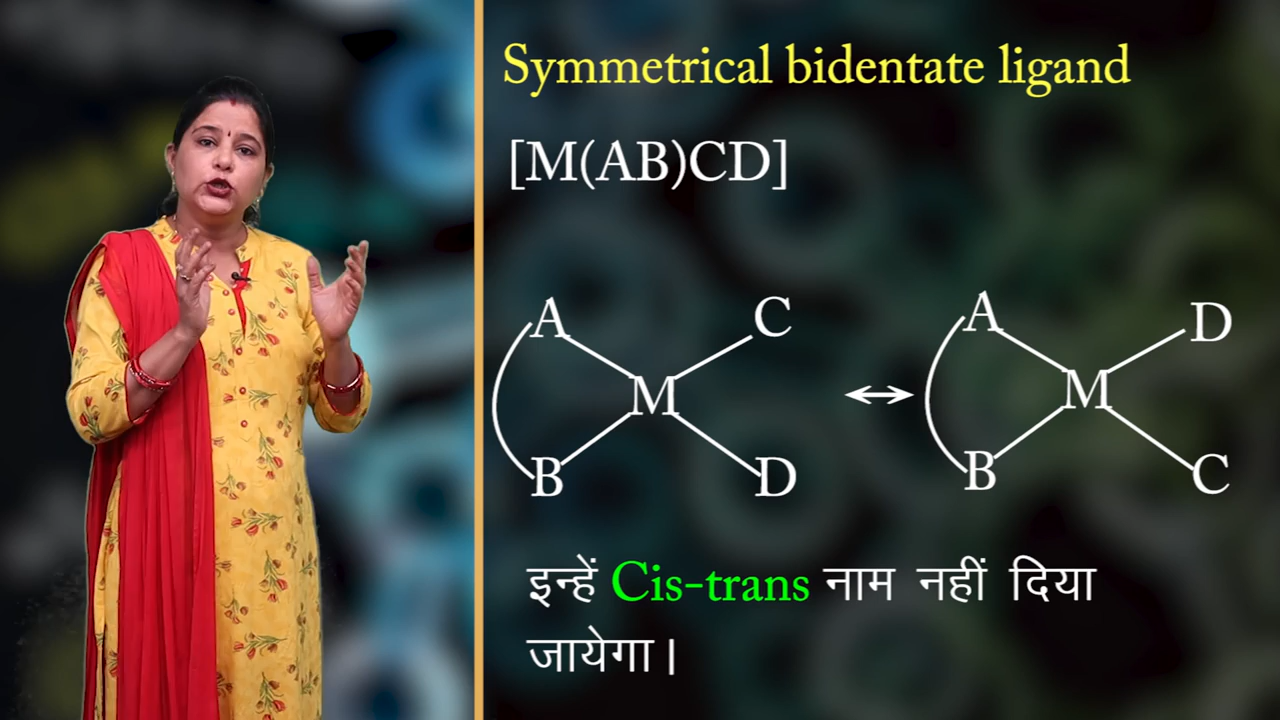 Symmetrical bidentate ligand
[M(AB)CD]
A C A D
M ↔ M
B D B C
इन्हें Cis-trans नाम नहीं दिया
जायेगा।